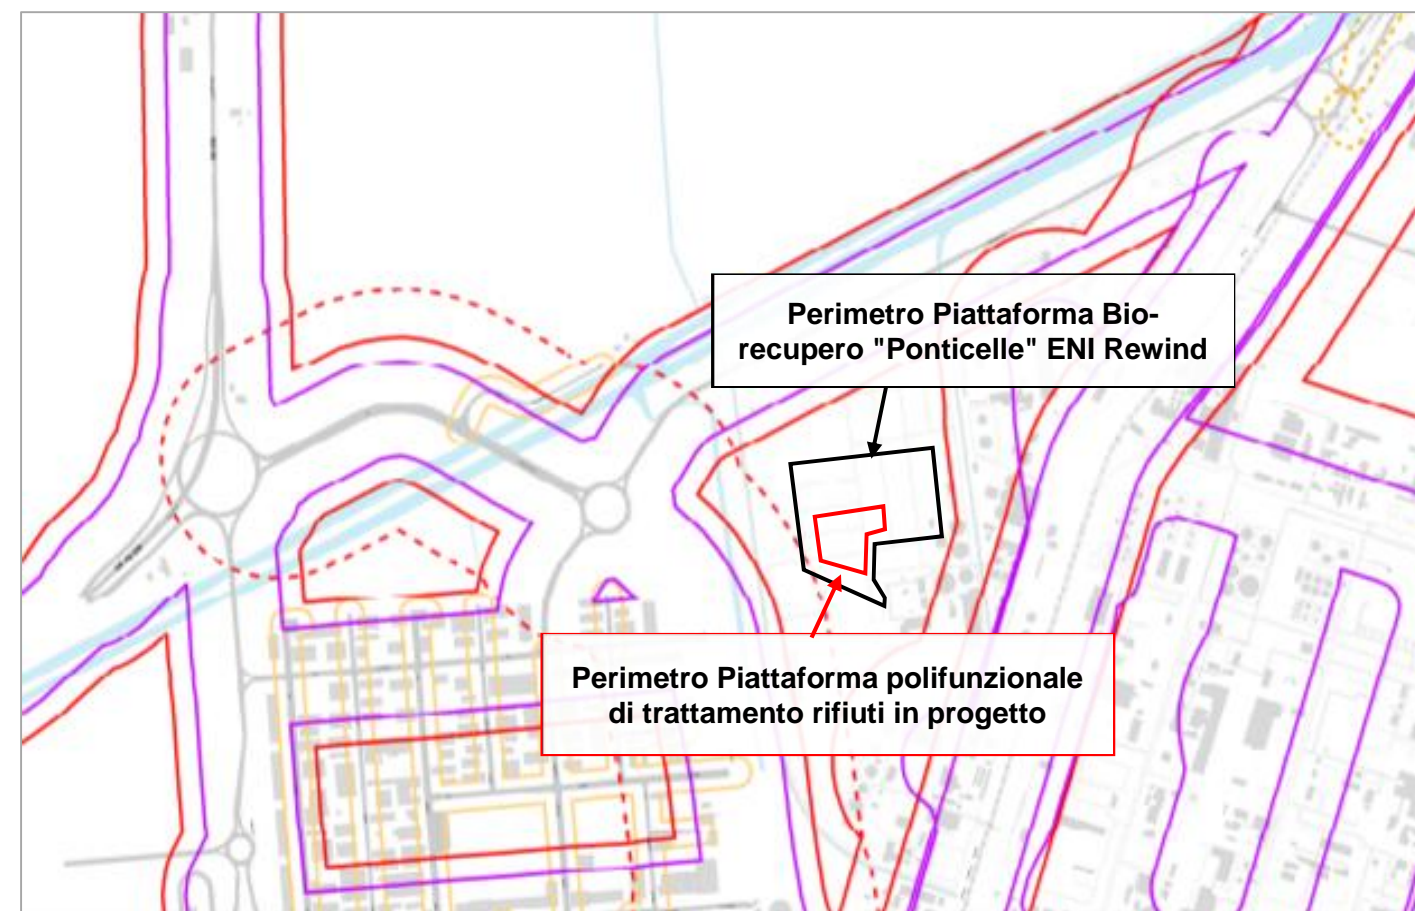 Perimetro Piattaforma Bio-
recupero "Ponticelle" ENI Rewind
Perimetro Piattaforma polifunzionale
di trattamento rifiuti in progetto